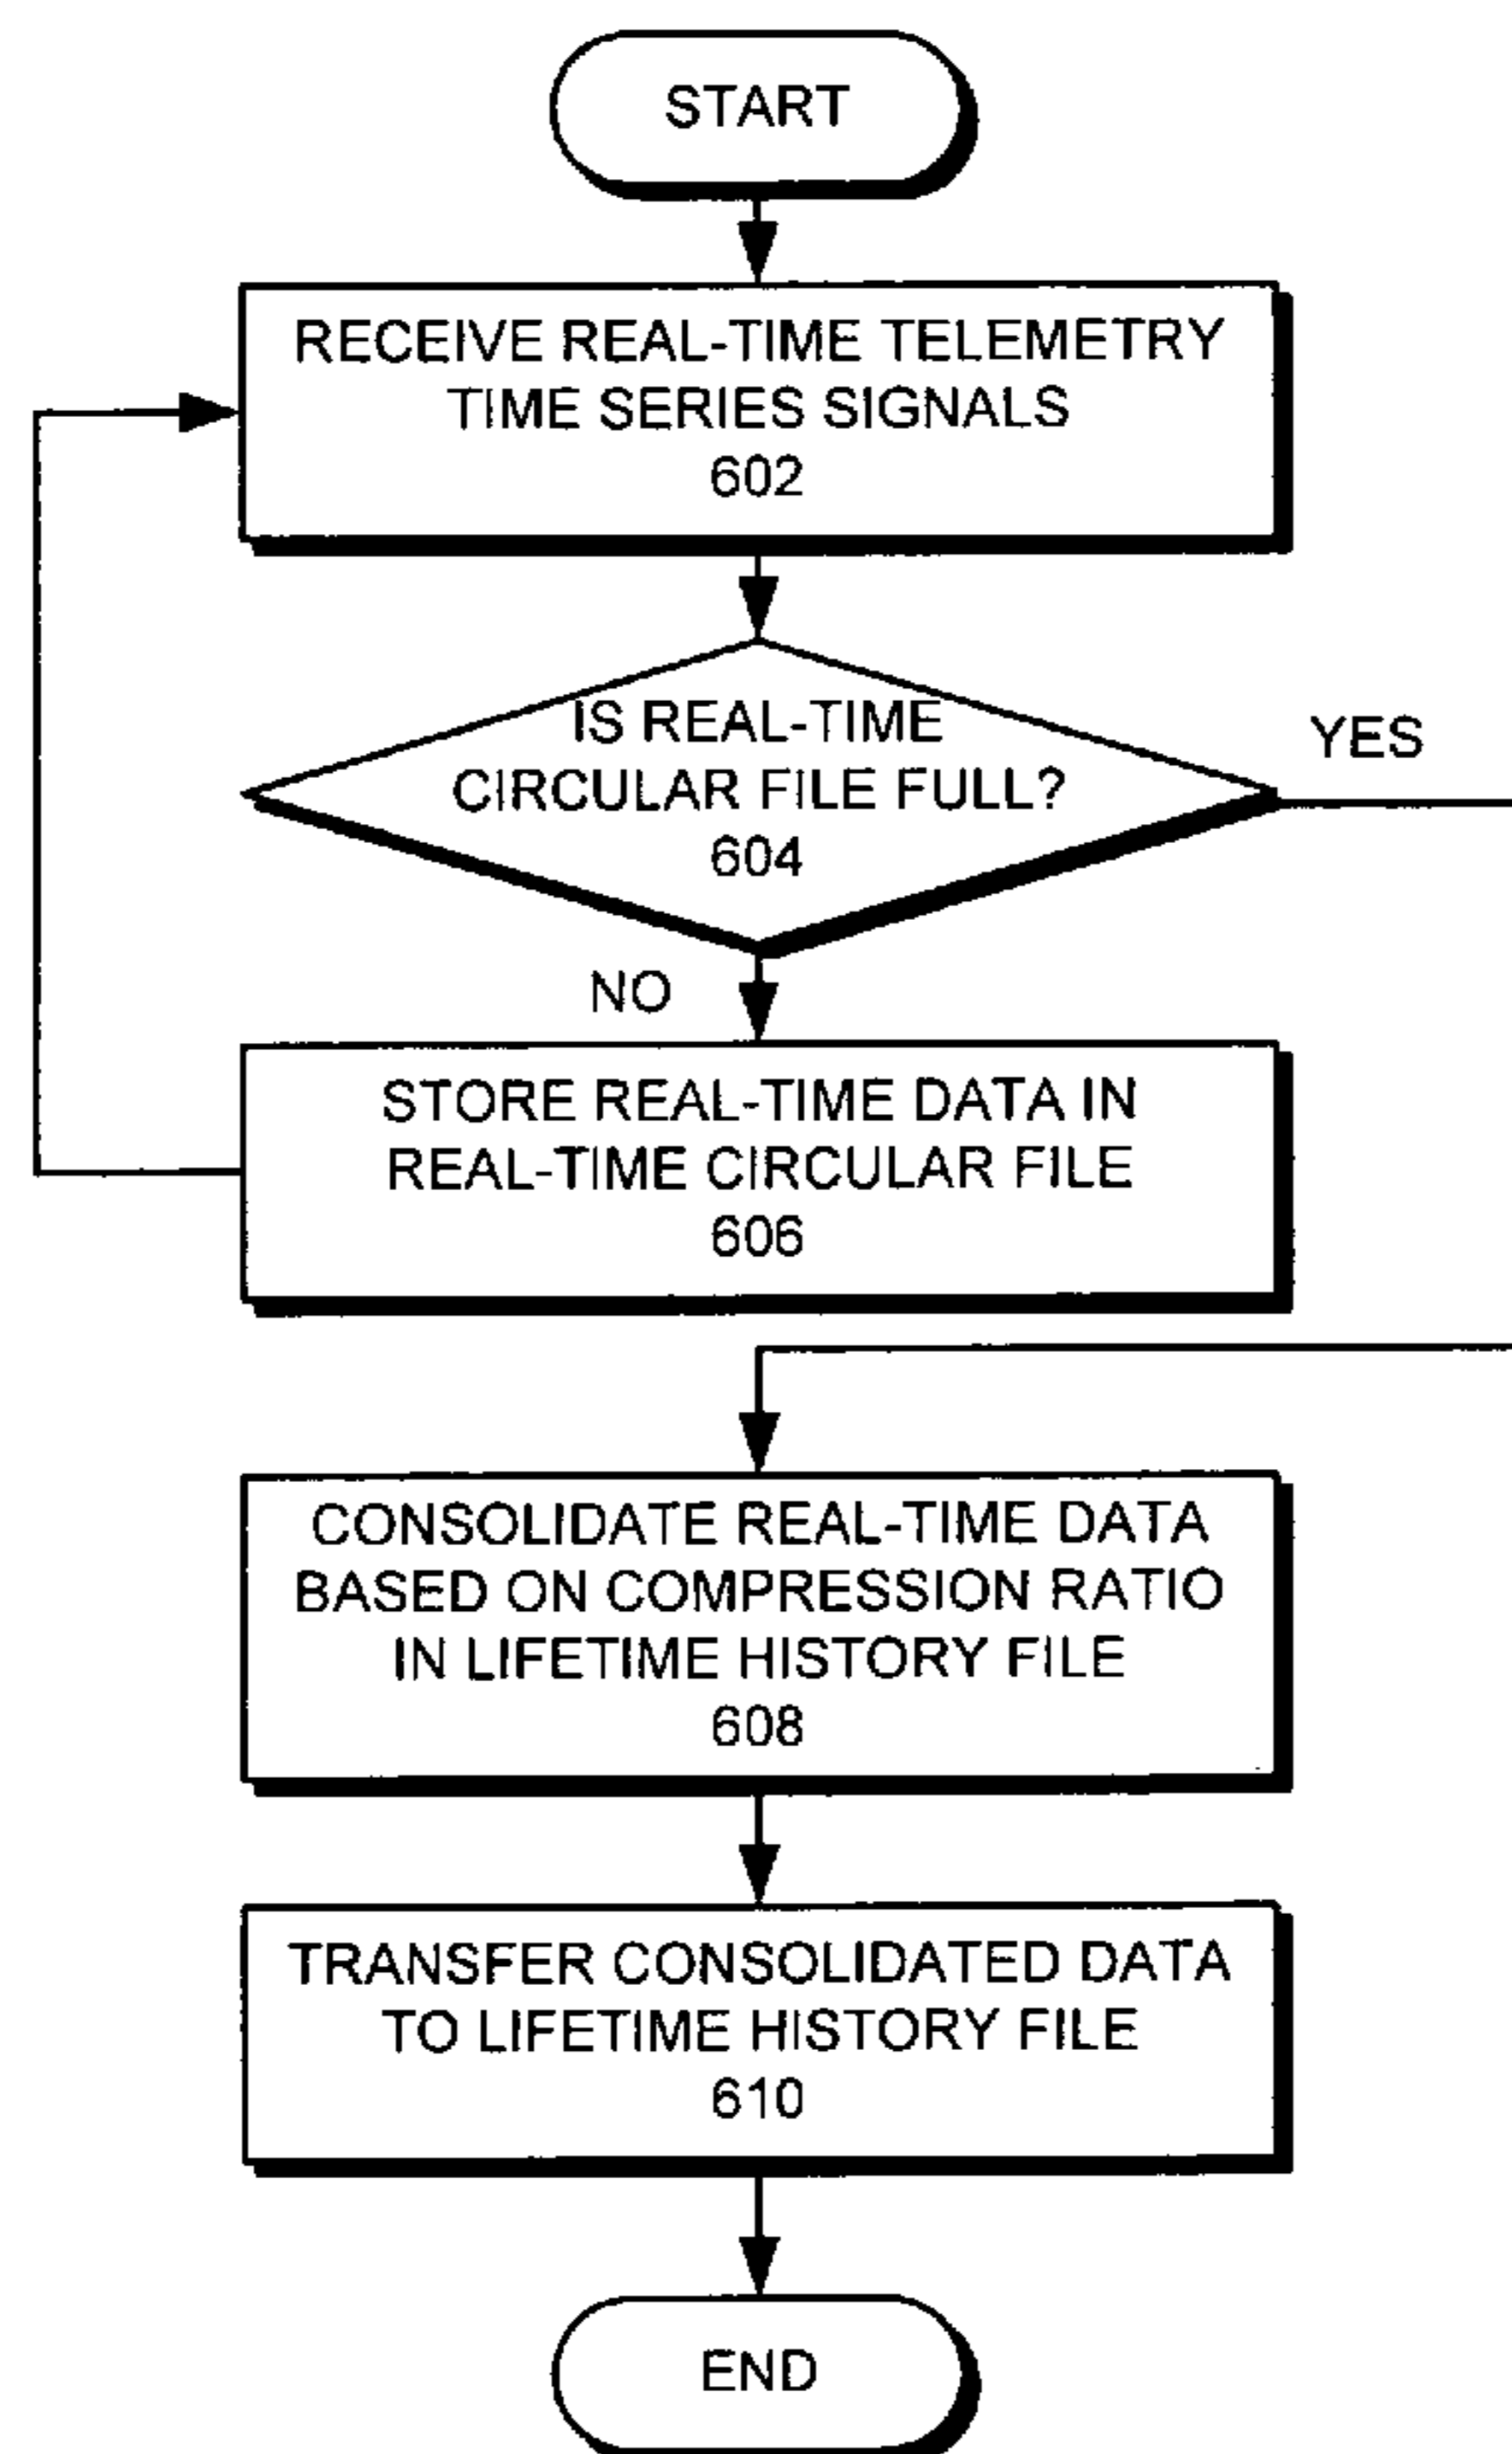 START
RECEIVE REAL-TIME TELEMETRY
TIME SERIES SIGNALS
602
IS REAL-TIME
CIRCULAR FILE FULL?
604
YES
NO
STORE REAL-TIME DATA IN
REAL-TIME CIRCULAR FILE
606
CONSOLIDATE REAL-TIME DATA
BASED ON COMPRESSION RATIO
IN LIFETIME HISTORY FILE
608
TRANSFER CONSOLIDATED DATA
TO LIFETIME HISTORY FILE
610
END